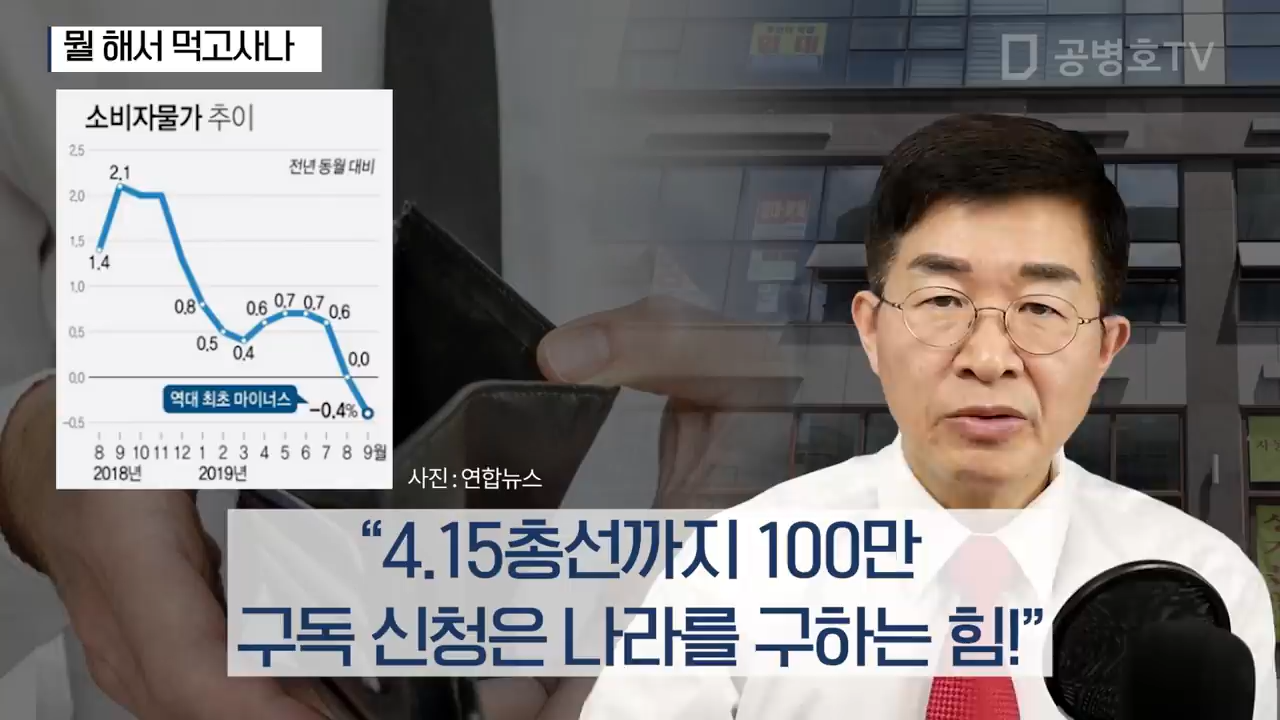 뭘 해서 먹고사나
공병호TV
소비자물가 추이
전년 동월 대비
2.5
2.0
1.5
1.0
0.5
0.0
-0.5
1.4
2.1
0.8
0.5
0.4
0.6
0.7
0.7
0.6
0.0
역대 최초 마이너스
-0.4%
8 9 10 11 12 1 2 3 4 5 6 7 8 9월
2018년 2019년
사진 : 연합뉴스
“4.15총선까지 100만
구독 신청은 나라를 구하는 힘!”